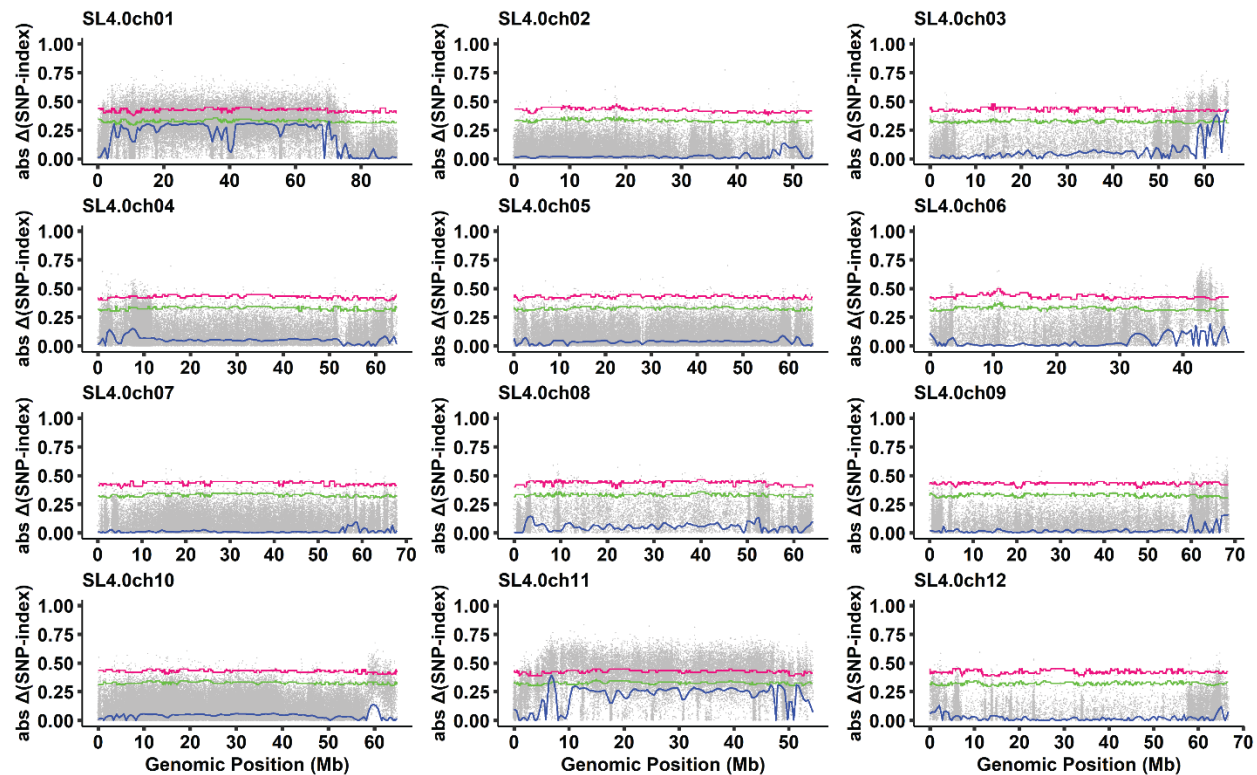 SL4.0ch01 SL4.0ch02 SL4.0ch03
abs Δ(SNP-index) abs Δ(SNP-index) abs Δ(SNP-index)
1.00 1.00 1.00
0.75 0.75 0.75
0.50 0.50 0.50
0.25 0.25 0.25
0.00 0.00 0.00
0 20 40 60 80 0 10 20 30 40 50 0 10 20 30 40 50 60
SL4.0ch04 SL4.0ch05 SL4.0ch06
abs Δ(SNP-index) abs Δ(SNP-index) abs Δ(SNP-index)
1.00 1.00 1.00
0.75 0.75 0.75
0.50 0.50 0.50
0.25 0.25 0.25
0.00 0.00 0.00
0 10 20 30 40 50 60 0 10 20 30 40 50 60 0 10 20 30 40
SL4.0ch07 SL4.0ch08 SL4.0ch09
abs Δ(SNP-index) abs Δ(SNP-index) abs Δ(SNP-index)
1.00 1.00 1.00
0.75 0.75 0.75
0.50 0.50 0.50
0.25 0.25 0.25
0.00 0.00 0.00
0 10 20 30 40 50 60 70 0 10 20 30 40 50 60 0 10 20 30 40 50 60 70
SL4.0ch10 SL4.0ch11 SL4.0ch12
abs Δ(SNP-index) abs Δ(SNP-index) abs Δ(SNP-index)
1.00 1.00 1.00
0.75 0.75 0.75
0.50 0.50 0.50
0.25 0.25 0.25
0.00 0.00 0.00
0 10 20 30 40 50 60 0 10 20 30 40 50 0 10 20 30 40 50 60 70
Genomic Position (Mb) Genomic Position (Mb) Genomic Position (Mb)